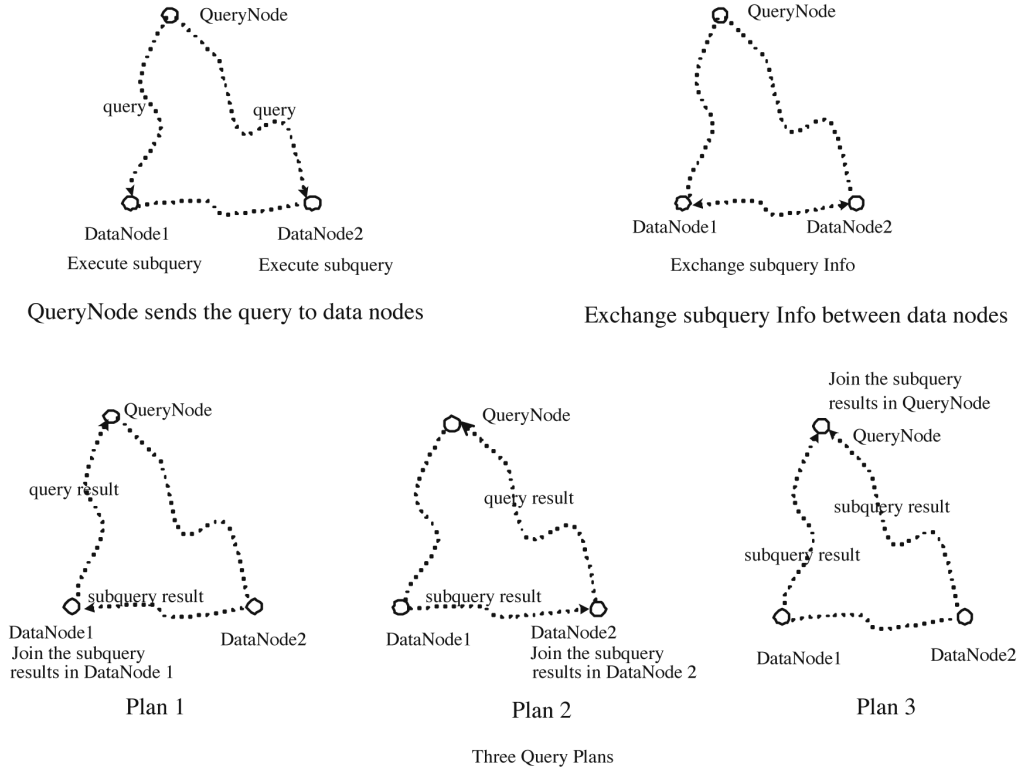 QueryNode
query
query
DataNode1
DataNode2
Execute subquery
Execute subquery
QueryNode sends the query to data nodes
QueryNode
DataNode1
DataNode2
Exchange subquery Info
Exchange subquery Info between data nodes
QueryNode
query result
subquery result
DataNode1
DataNode2
Join the subquery
results in DataNode 1
Plan 1
QueryNode
query result
subquery result
DataNode1
DataNode2
Join the subquery
results in DataNode 2
Plan 2
Join the subquery
results in QueryNode
QueryNode
subquery result
subquery result
DataNode1
DataNode2
Plan 3
Three Query Plans